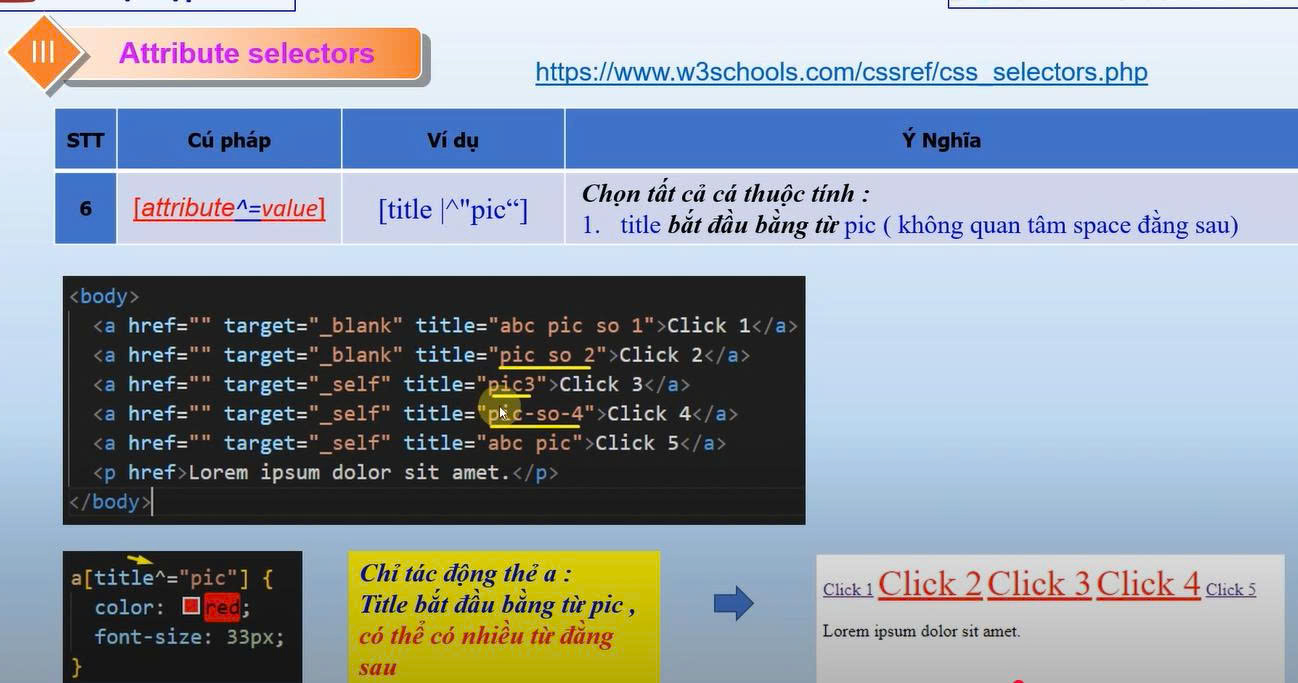 III
Attribute selectors
https://www.w3schools.com/cssref/css_selectors.php
STT
Cú pháp
Ví dụ
Ý Nghĩa
6
[attribute^=value]
[title |^"pic“]
Chọn tất cả cá thuộc tính :
1. title bắt đầu bằng từ pic ( không quan tâm space đằng sau)
<body>
<a href="" target="_blank" title="abc pic so 1">Click 1</a>
<a href="" target="_blank" title="pic so 2">Click 2</a>
<a href="" target="_self" title="pic3">Click 3</a>
<a href="" target="_self" title="pic-so-4">Click 4</a>
<a href="" target="_self" title="abc pic">Click 5</a>
<p href>Lorem ipsum dolor sit amet.</p>
</body>
a[title^="pic"] {
color: red;
font-size: 33px;
}
Chỉ tác động thẻ a :
Title bắt đầu bằng từ pic ,
có thể có nhiều từ đằng
sau
Click 1 Click 2 Click 3 Click 4 Click 5
Lorem ipsum dolor sit amet.